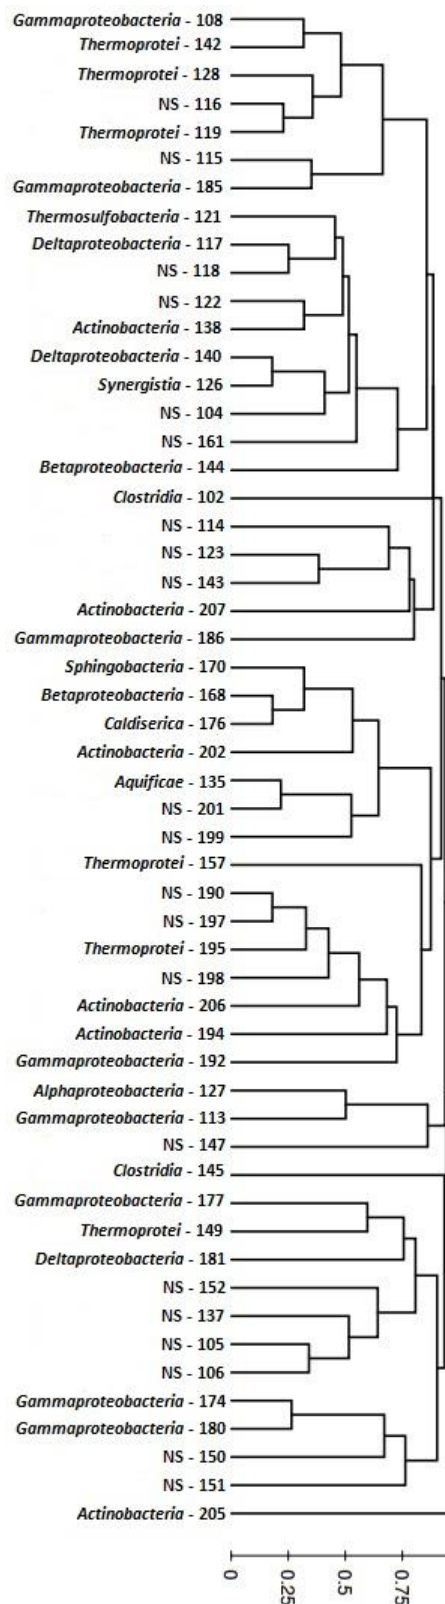 Gammaproteobacteria - 108
Thermoprotei - 142
Thermoprotei - 128
NS - 116
Thermoprotei - 119
NS - 115
Gammaproteobacteria - 185
Thermosulfobacteria - 121
Deltaproteobacteria - 117
NS - 118
NS - 122
Actinobacteria - 138
Deltaproteobacteria - 140
Synergistia - 126
NS - 104
NS - 161
Betaproteobacteria - 144
Clostridia - 102
NS - 114
NS - 123
NS - 143
Actinobacteria - 207
Gammaproteobacteria - 186
Sphingobacteria - 170
Betaproteobacteria - 168
Caldiserica - 176
Actinobacteria - 202
Aquificae - 135
NS - 201
NS - 199
Thermoprotei - 157
NS - 190
NS - 197
Thermoprotei - 195
NS - 198
Actinobacteria - 206
Actinobacteria - 194
Gammaproteobacteria - 192
Alphaproteobacteria - 127
Gammaproteobacteria - 113
NS - 147
Clostridia - 145
Gammaproteobacteria - 177
Thermoprotei - 149
Deltaproteobacteria - 181
NS - 152
NS - 137
NS - 105
NS - 106
Gammaproteobacteria - 174
Gammaproteobacteria - 180
NS - 150
NS - 151
Actinobacteria - 205
0 0.25 0.5 0.75